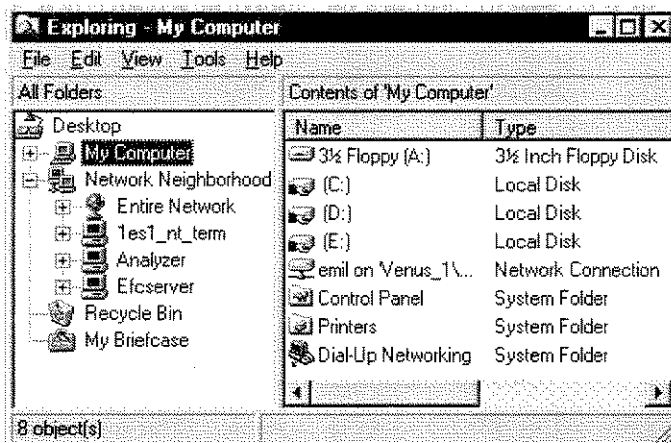 Exploring - My Computer
File Edit View Tools Help
All Folders
Contents of 'My Computer'
Desktop
My Computer
Network Neighborhood
Entire Network
1es1_nt_term
Analyzer
Efcserver
Recycle Bin
My Briefcase
Name Type
3½ Floppy (A:) 3½ Inch Floppy Disk
(C:) Local Disk
(D:) Local Disk
(E:) Local Disk
emil on 'Venus_1\... Network Connection
Control Panel System Folder
Printers System Folder
Dial-Up Networking System Folder
8 object(s)